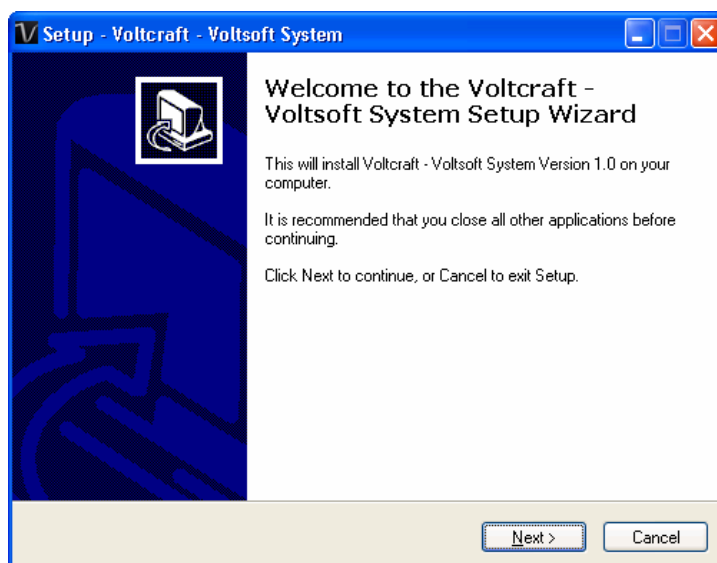 Setup - Voltcraft - Voltsoft System
Welcome to the Voltcraft -
Voltsoft System Setup Wizard
This will install Voltcraft - Voltsoft System Version 1.0 on your
computer.
It is recommended that you close all other applications before
continuing.
Click Next to continue, or Cancel to exit Setup.
Next >
Cancel